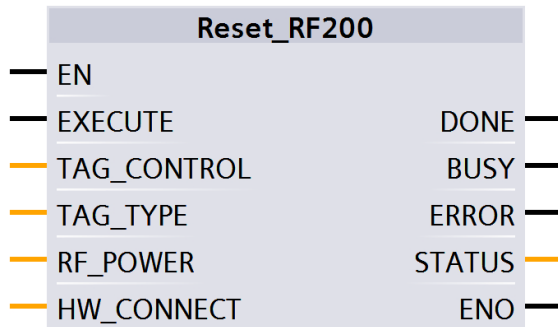 Reset_RF200
EN
EXECUTE DONE
TAG_CONTROL BUSY
TAG_TYPE ERROR
RF_POWER STATUS
HW_CONNECT ENO